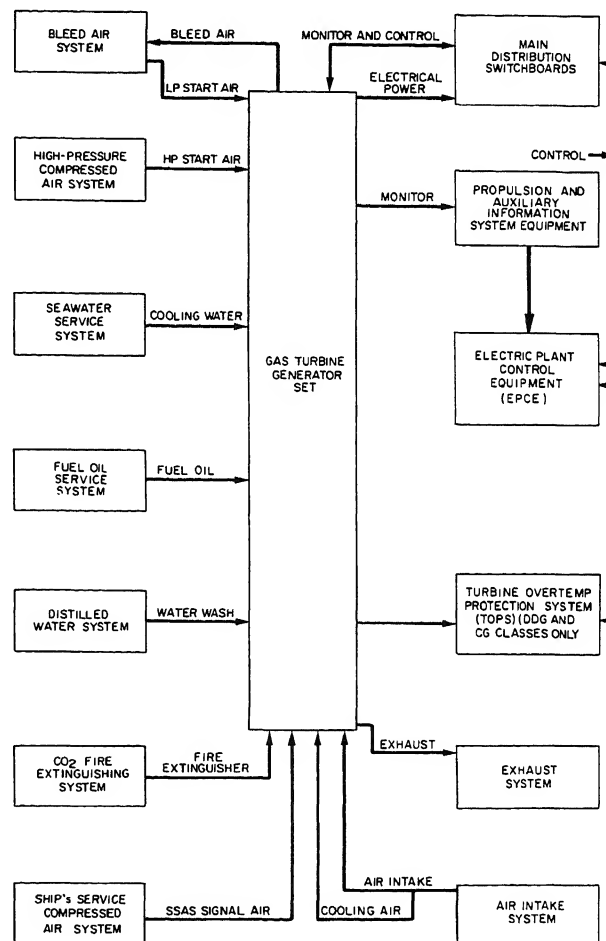 BLEED AIR
SYSTEM
BLEED AIR
LP START AIR
MONITOR AND CONTROL
ELECTRICAL
POWER
MAIN
DISTRIBUTION
SWITCHBOARDS
HIGH-PRESSURE
COMPRESSED
AIR SYSTEM
HP START AIR
CONTROL
MONITOR
PROPULSION AND
AUXILIARY
INFORMATION
SYSTEM EQUIPMENT
SEAWATER
SERVICE
SYSTEM
COOLING WATER
GAS TURBINE
GENERATOR
SET
ELECTRIC PLANT
CONTROL
EQUIPMENT
(EPCE)
FUEL OIL
SERVICE
SYSTEM
FUEL OIL
DISTILLED
WATER SYSTEM
WATER WASH
TURBINE OVERTEMP
PROTECTION SYSTEM
(TOPS) (DDG AND
CG CLASSES ONLY
CO2 FIRE
EXTINGUISHING
SYSTEM
FIRE
EXTINGUISHER
EXHAUST
EXHAUST
SYSTEM
SHIP's SERVICE
COMPRESSED
AIR SYSTEM
SSAS SIGNAL AIR
AIR INTAKE
COOLING AIR
AIR INTAKE
SYSTEM